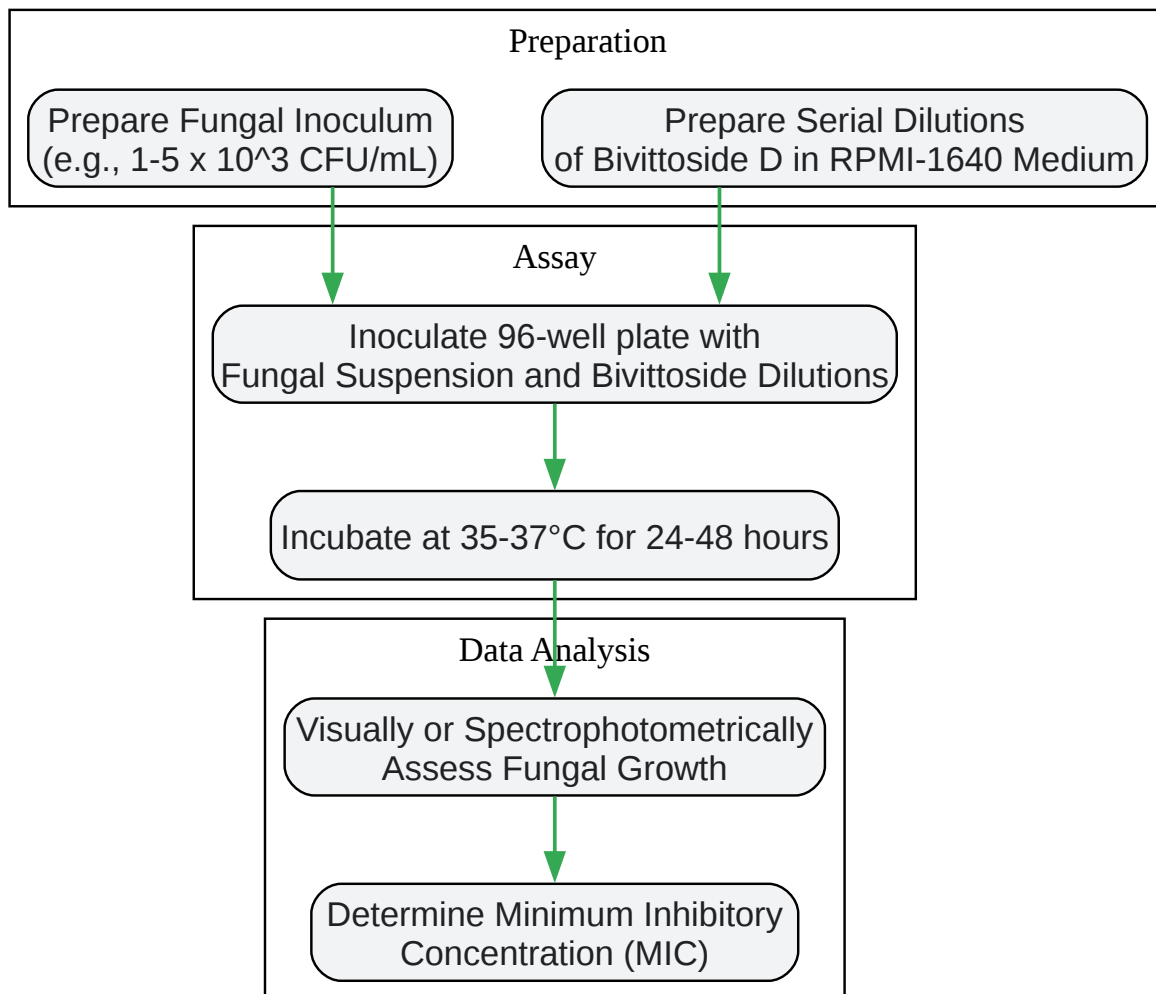 Preparation
Prepare Fungal Inoculum
(e.g., 1-5 x 10^3 CFU/mL)
Prepare Serial Dilutions
of Bivittoside D in RPMI-1640 Medium
Assay
Inoculate 96-well plate with
Fungal Suspension and Bivittoside Dilutions
Incubate at 35-37°C for 24-48 hours
Data Analysis
Visually or Spectrophotometrically
Assess Fungal Growth
Determine Minimum Inhibitory
Concentration (MIC)